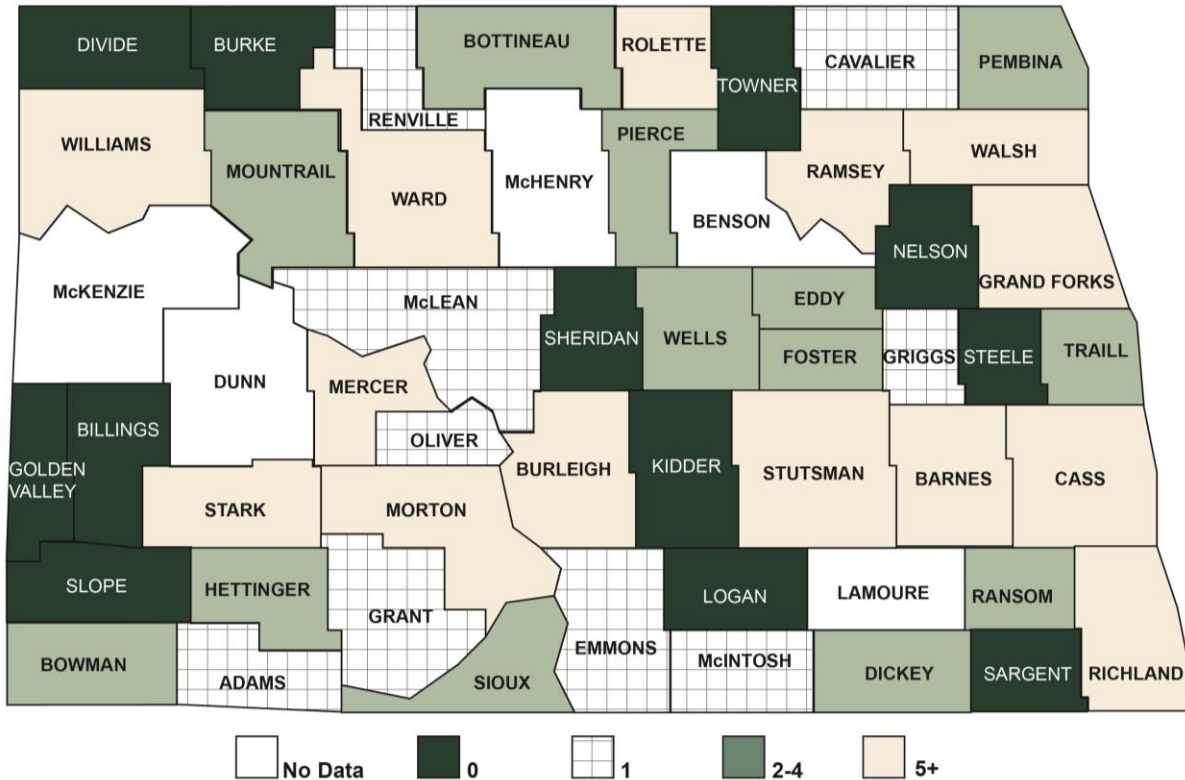 DIVIDE
BURKE
BOTTINEAU
ROLETTE
TOWNER
CAVALIER
PEMBINA
RENVILLE
WILLIAMS
MOUNTRAIL
WARD
McHENRY
PIERCE
BENSON
RAMSEY
WALSH
NELSON
GRAND FORKS
McKENZIE
McLEAN
DUNN
MERCER
OLIVER
SHERIDAN
WELLS
EDDY
FOSTER
GRIGGS
STEELE
TRAILL
GOLDEN
VALLEY
BILLINGS
STARK
MORTON
BURLEIGH
KIDDER
STUTSMAN
BARNES
CASS
SLOPE
HETTINGER
GRANT
EMMONS
LOGAN
LAMOURE
RANSOM
BOWMAN
ADAMS
SIOUX
McINTOSH
DICKEY
SARGENT
RICHLAND
No Data
0
1
2-4
5+